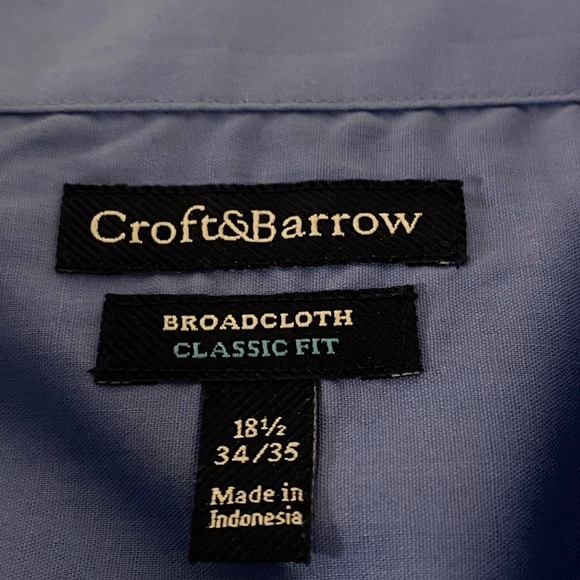 Croft&Barrow
BROADCLOTH
CLASSIC FIT
18½
34/35
Made in
Indonesia